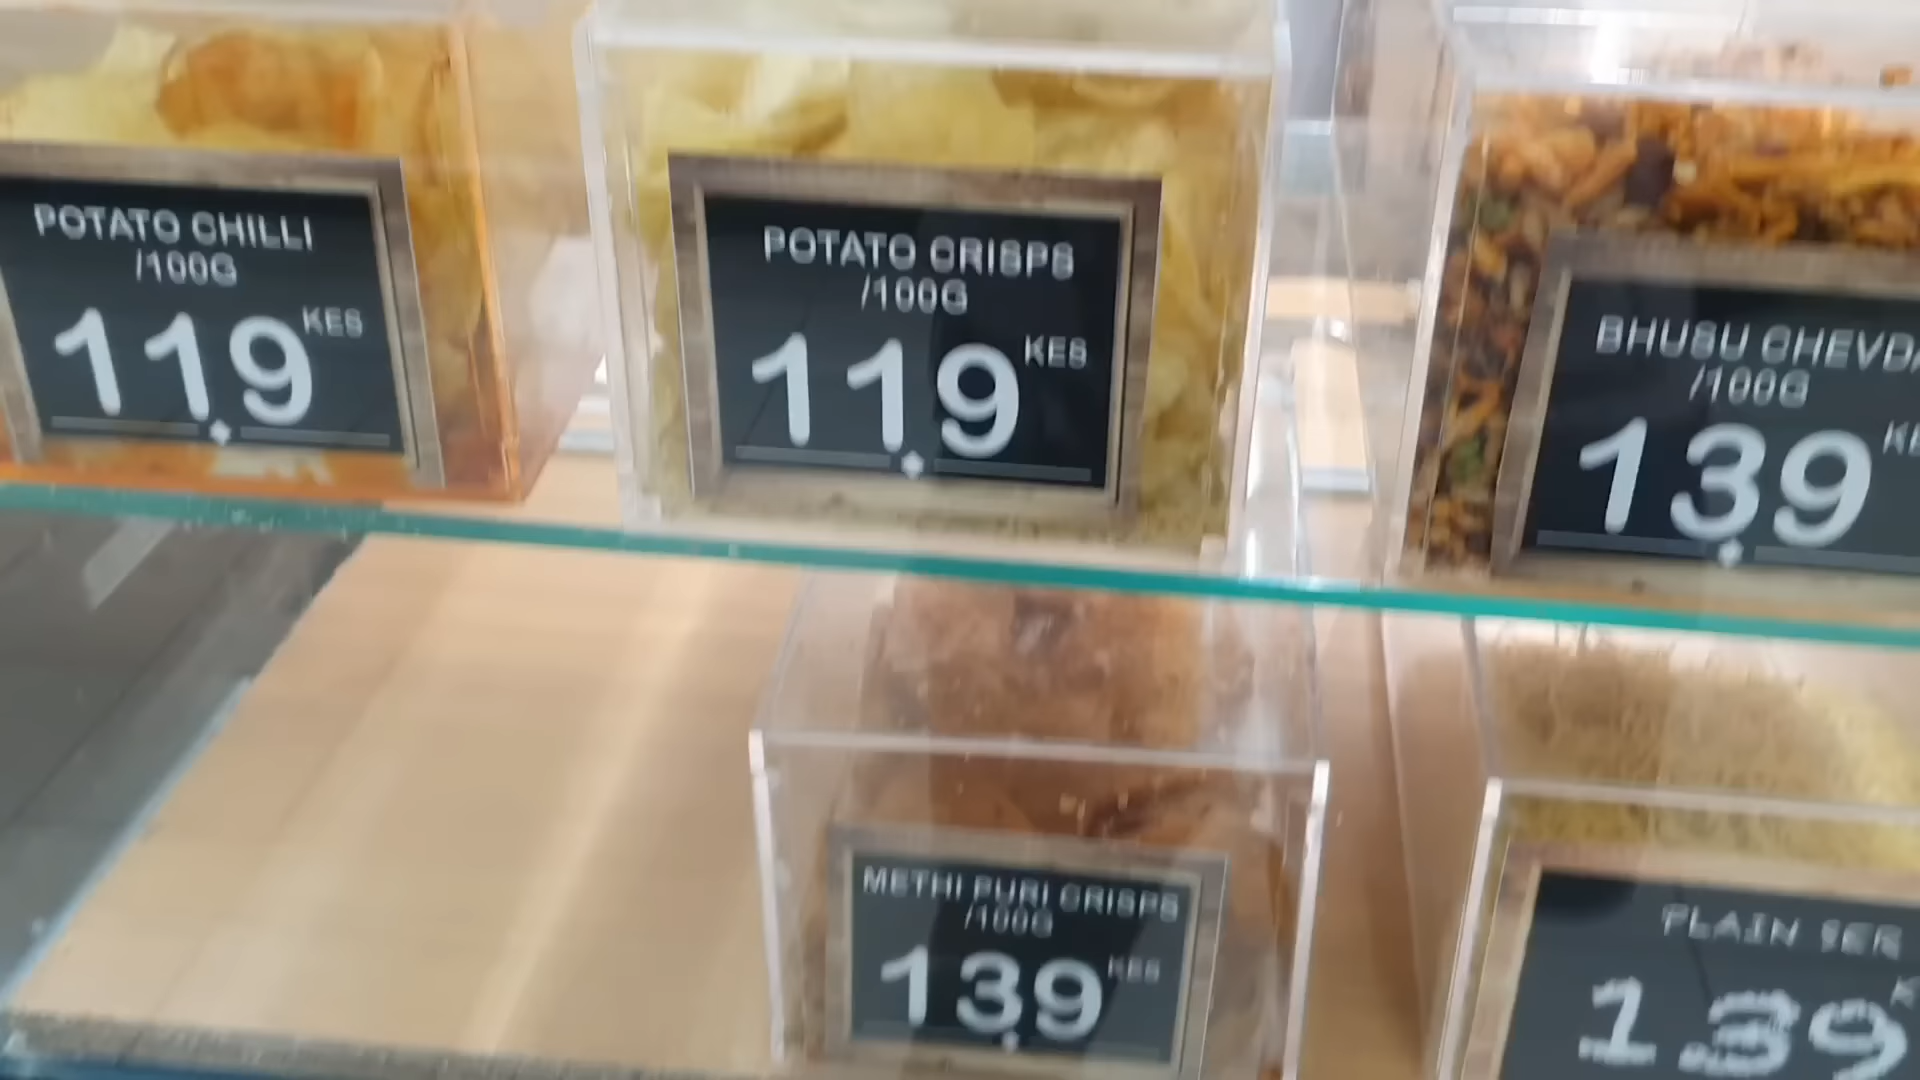 POTATO CHILLI
/100G
119 KES
POTATO CRISPS
/100G
119 KES
BHUSU CHEVDA
/100G
139
METHI PURI CRISPS
/100G
139 KES
PLAIN
139